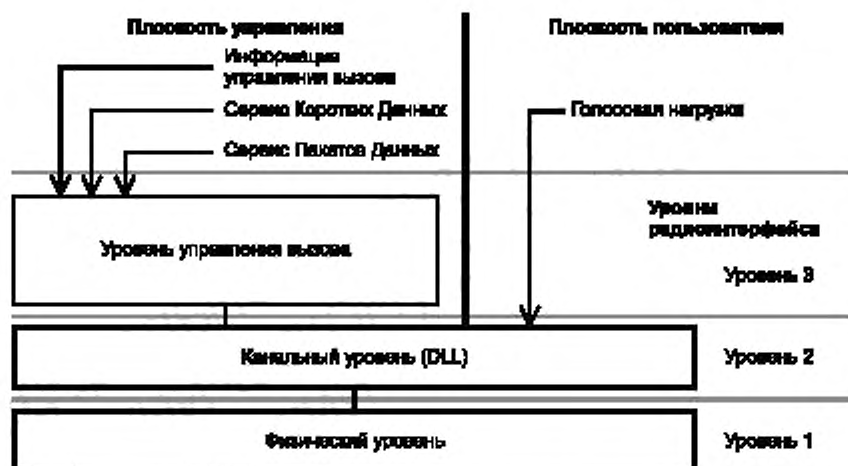 Плоскость управления
Плоскость пользователя
Информация
управления вызова
Сервис Коротких Данных
Голосовая нагрузка
Сервис Пакетов Данных
Уровни
радиоинтерфейса
Уровень управления вызова
Уровень 3
Канальный уровень (DLL)
Уровень 2
Физический уровень
Уровень 1